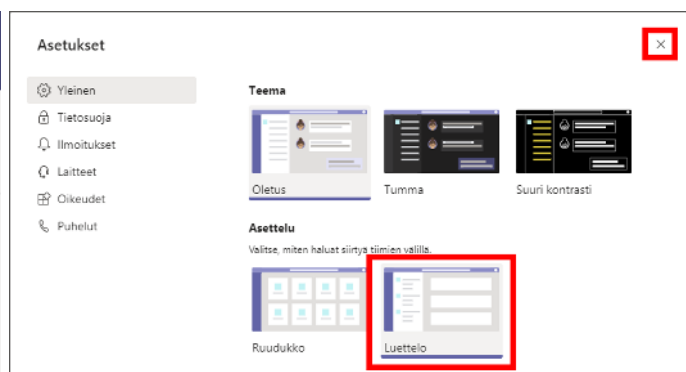 Asetukset
Yleinen
Tietosuoja
Ilmoitukset
Laitteet
Oikeudet
Puhelut
Teema
Oletus
Tumma
Suuri kontrasti
Asettelu
Valitse, miten haluat siirtyä tiimien välillä.
Ruudukko
Luettelo